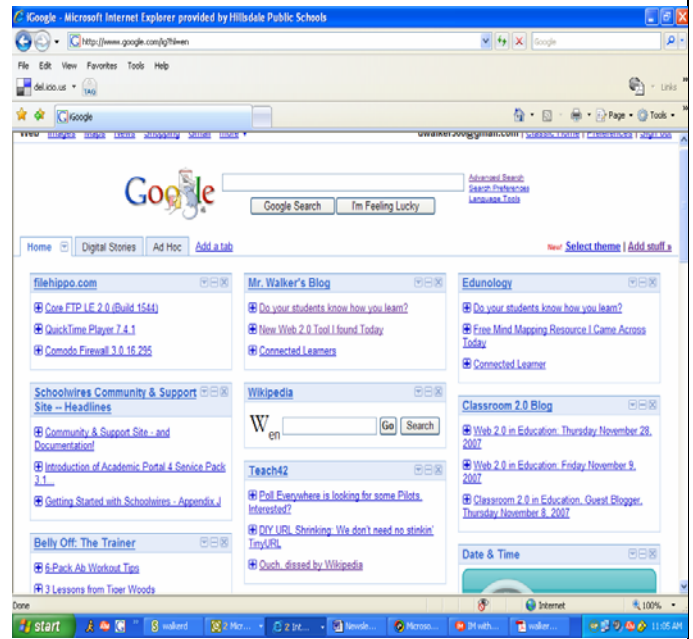 iGoogle - Microsoft Internet Explorer provided by Hillsdale Public Schools
http://www.google.com/ig?hl=en
Google
File Edit View Favorites Tools Help
del.icio.us TAG
Links
iGoogle
Page Tools
Web Images Maps News Shopping Gmail more
Classic Home | Preferences | Sign out
Google
Advanced Search
Search Preferences
Language Tools
Google Search I'm Feeling Lucky
Home Digital Stories Ad Hoc Add a tab
New! Select theme | Add stuff »
filehippo.com
Core FTP LE 2.0 (Build 1544)
QuickTime Player 7.4.1
Comodo Firewall 3.0.16.295
Schoolwires Community & Support
Site -- Headlines
Community & Support Site - and
Documentation!
Introduction of Academic Portal 4 Service Pack
3.1...
Getting Started with Schoolwires - Appendix J
Belly Off: The Trainer
6-Pack Ab Workout Tips
3 Lessons from Tiger Woods
Mr. Walker's Blog
Do your students know how you learn?
New Web 2.0 Tool I found Today
Connected Learners
Wikipedia
W en Go Search
Teach42
Poll Everywhere is looking for some Pilots.
Interested?
DIY URL Shrinking: We don't need no stinkin'
TinyURL
Ouch, dissed by Wikipedia
Edunology
Do your students know how you learn?
Free Mind Mapping Resource I Came Across
Today
Connected Learner
Classroom 2.0 Blog
Web 2.0 in Education: Thursday November 28,
2007
Web 2.0 in Education: Friday November 9,
2007
Classroom 2.0 in Education, Guest Blogger,
Thursday November 8, 2007
Date & Time
Done
Internet
100%
start
walkerd
2 Micr...
2 Int...
Newsle...
Microso...
IM with...
walker...
11:05 AM